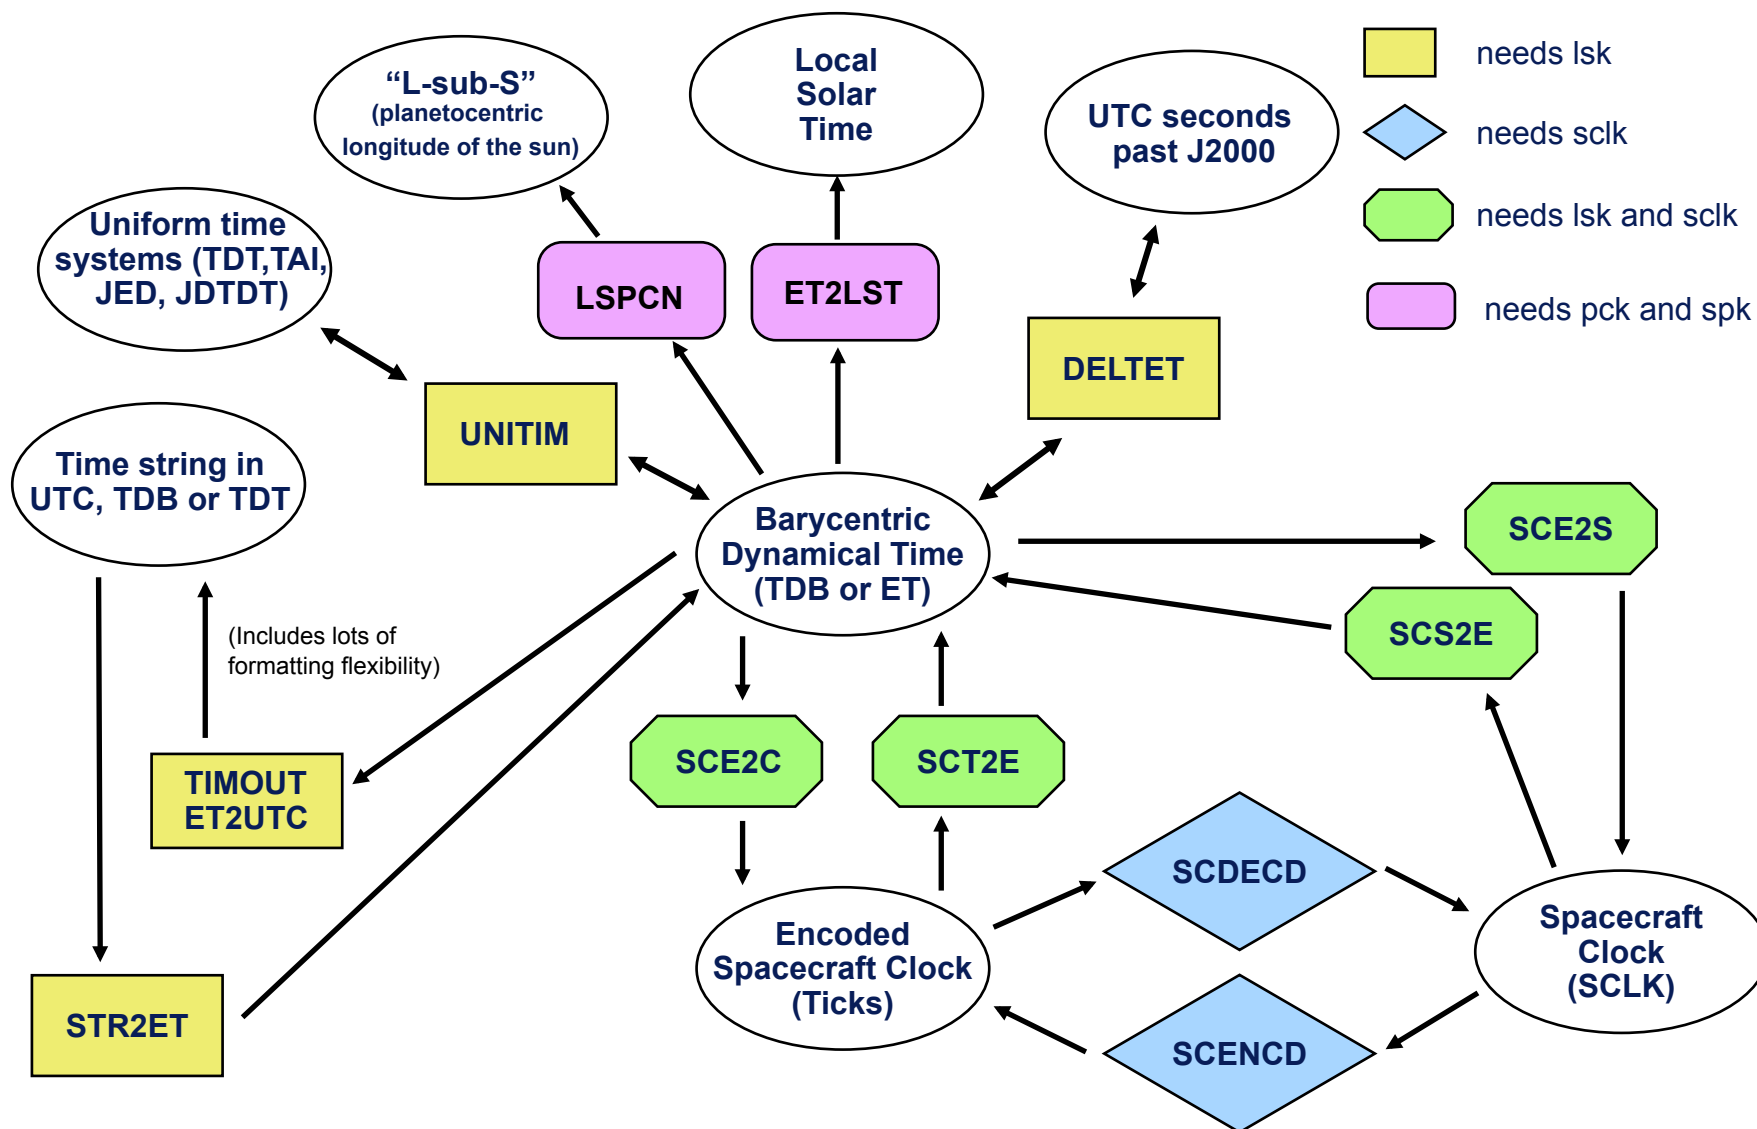 “L-sub-S”
(planetocentric
longitude of the sun)
Local
Solar
Time
UTC seconds
past J2000
needs lsk
needs sclk
needs lsk and sclk
needs pck and spk
Uniform time
systems (TDT,TAI,
JED, JDTDT)
LSPCN
ET2LST
DELTET
UNITIM
Time string in
UTC, TDB or TDT
Barycentric
Dynamical Time
(TDB or ET)
SCE2S
SCS2E
(Includes lots of
formatting flexibility)
TIMOUT
ET2UTC
SCE2C
SCT2E
SCDECD
Encoded
Spacecraft Clock
(Ticks)
Spacecraft
Clock
(SCLK)
STR2ET
SCENCD